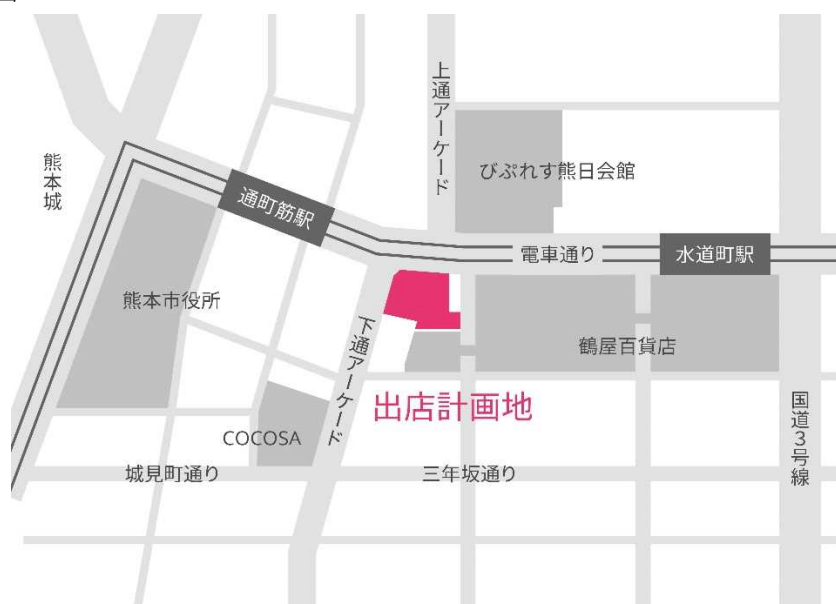 上通アーケード
熊本城
びぷれす熊日会館
通町筋駅
電車通り
水道町駅
熊本市役所
下通アーケード
鶴屋百貨店
出店計画地
国道3号線
COCOSA
城見町通り
三年坂通り